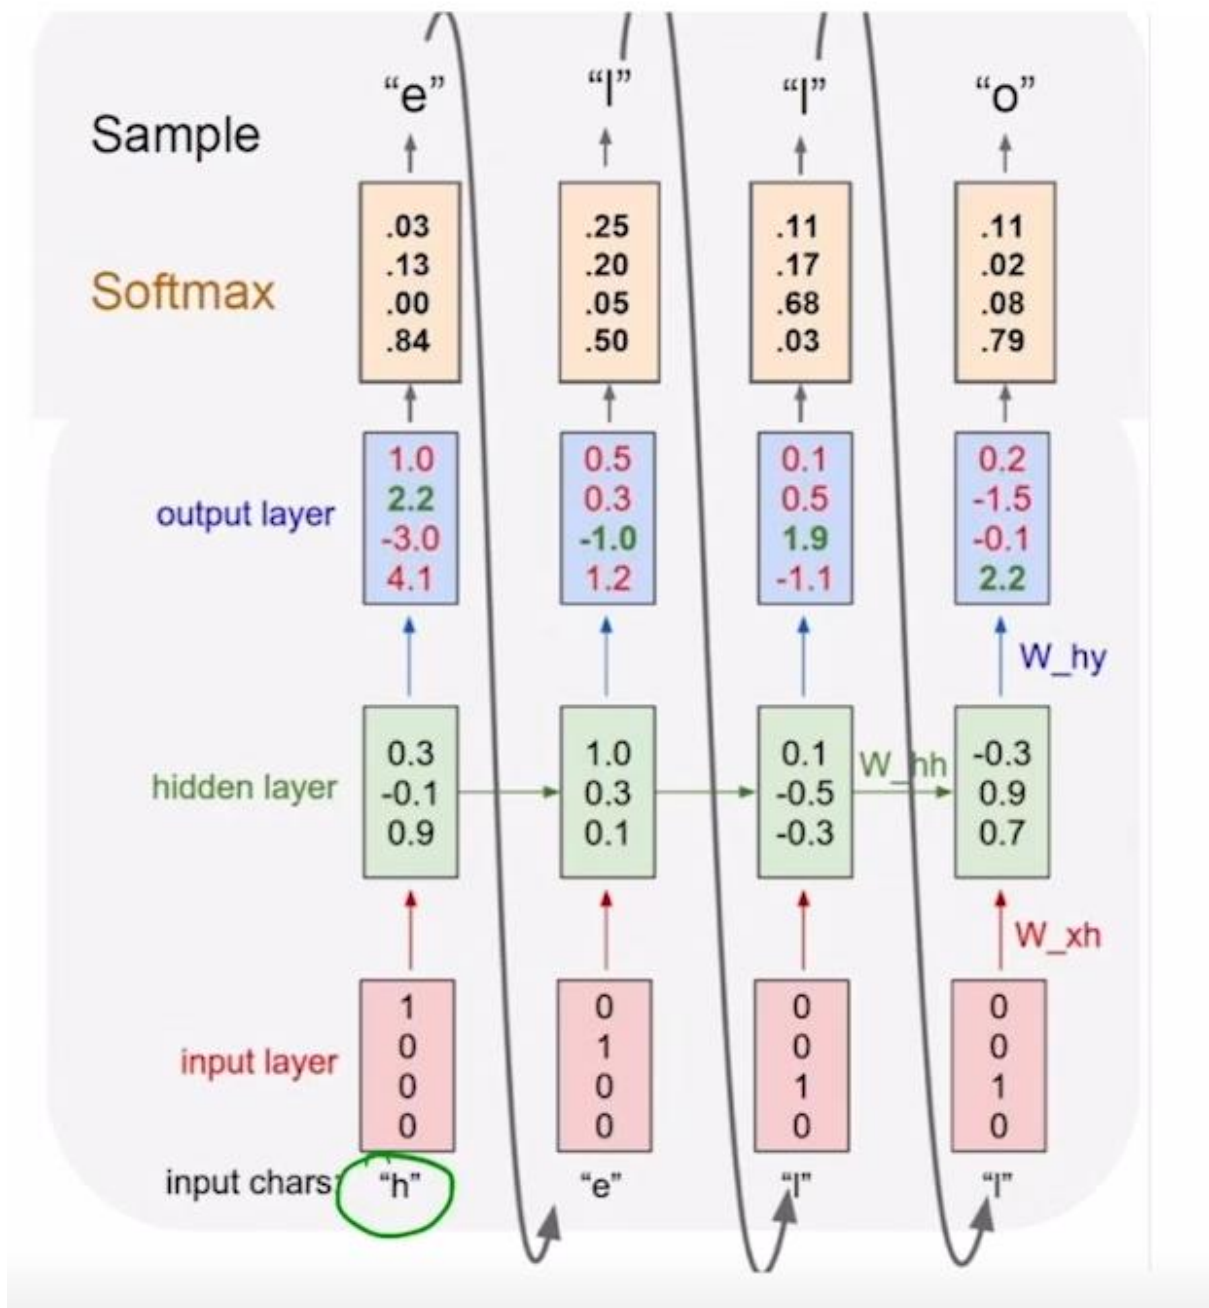 “e” “l” “l” “o”
Sample
.03 .25 .11 .11
.13 .20 .17 .02
Softmax
.00 .05 .68 .08
.84 .50 .03 .79
1.0 0.5 0.1 0.2
2.2 0.3 0.5 -1.5
output layer
-3.0 -1.0 1.9 -0.1
4.1 1.2 -1.1 2.2
W_hy
0.3 1.0 0.1 -0.3
W_hh
hidden layer
-0.1 0.3 -0.5 0.9
0.9 0.1 -0.3 0.7
W_xh
1 0 0 0
0 1 0 0
input layer
0 0 1 1
0 0 0 0
input chars: “h” “e” “l” “l”